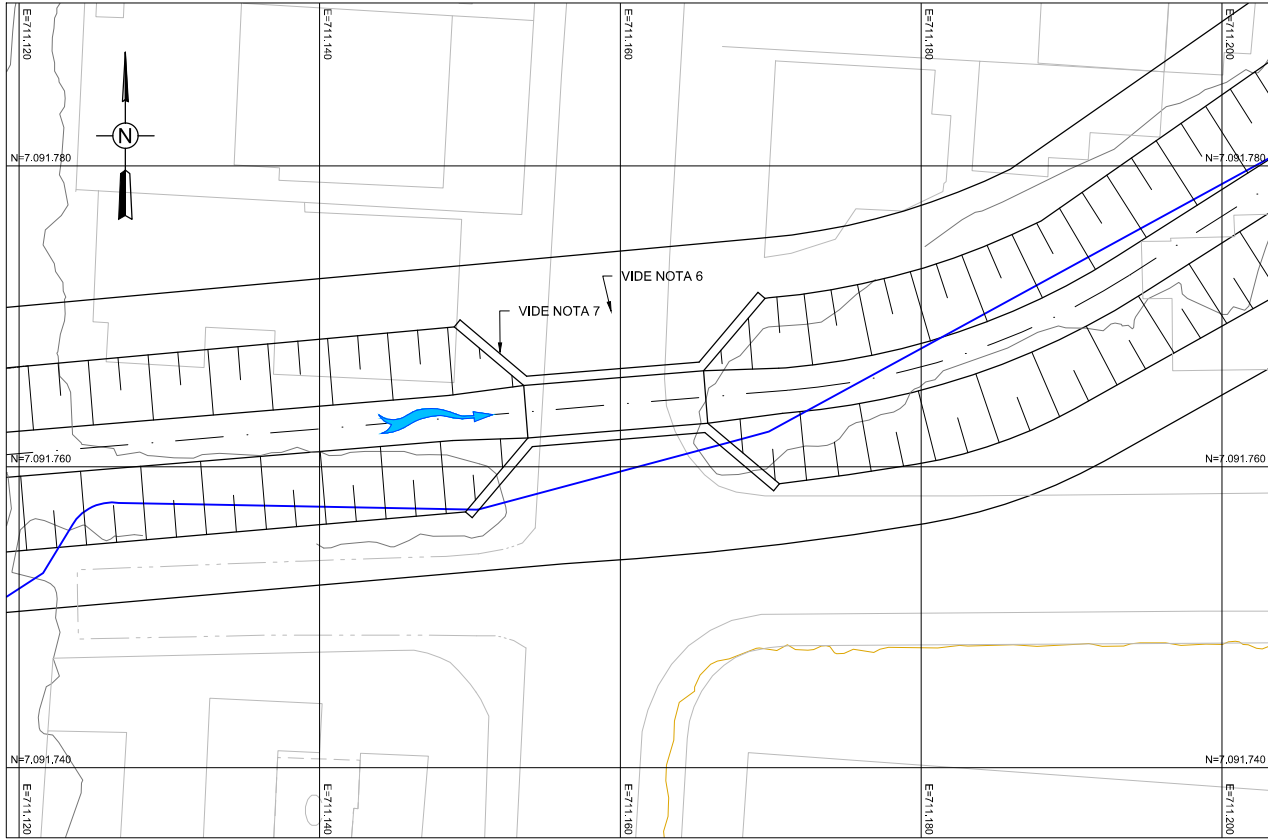 E=711.120
E=711.140
E=711.160
E=711.180
E=711.200
N
N=7.091.780
N=7.091.780
VIDE NOTA 6
VIDE NOTA 7
N=7.091.760
N=7.091.760
N=7.091.740
N=7.091.740
E=711.120
E=711.140
E=711.160
E=711.180
E=711.200